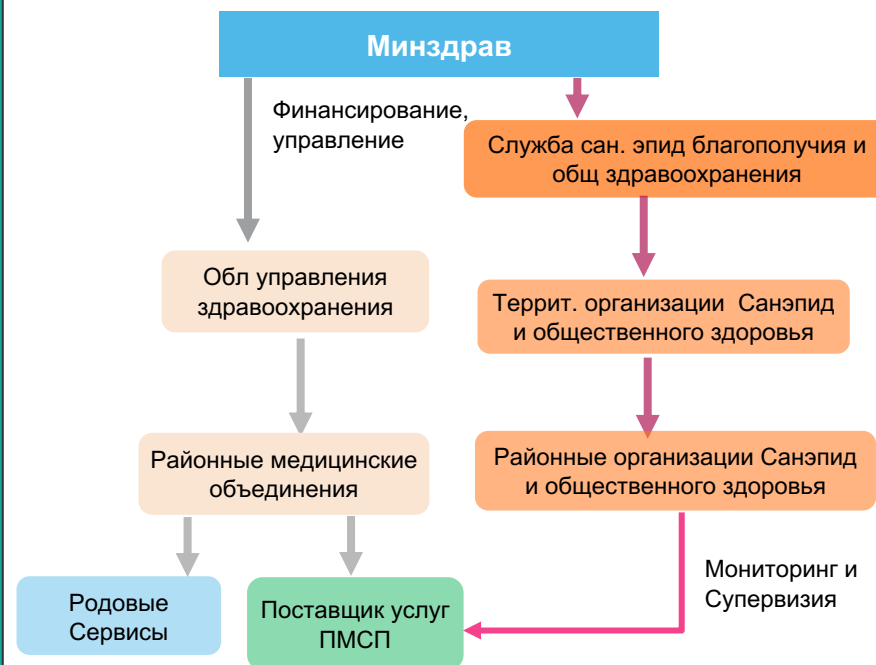 Минздрав
Финансирование,
управление
Служба сан. эпид благополучия и
общ здравоохранения
Обл управления
здравоохранения
Террит. организации Санэпид
и общественного здоровья
Районные медицинские
объединения
Районные организации Санэпид
и общественного здоровья
Родовые
Сервисы
Поставщик услуг
ПМСП
Мониторинг и
Супервизия